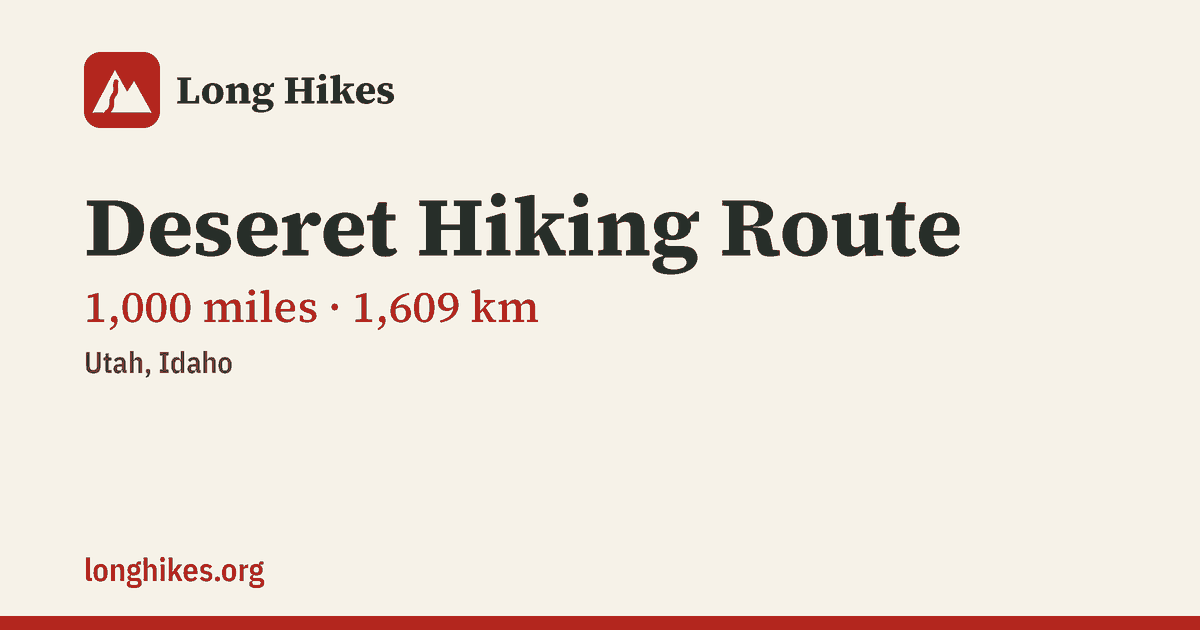 Long Hikes
Deseret Hiking Route
1,000 miles · 1,609 km
Utah, Idaho
longhikes.org